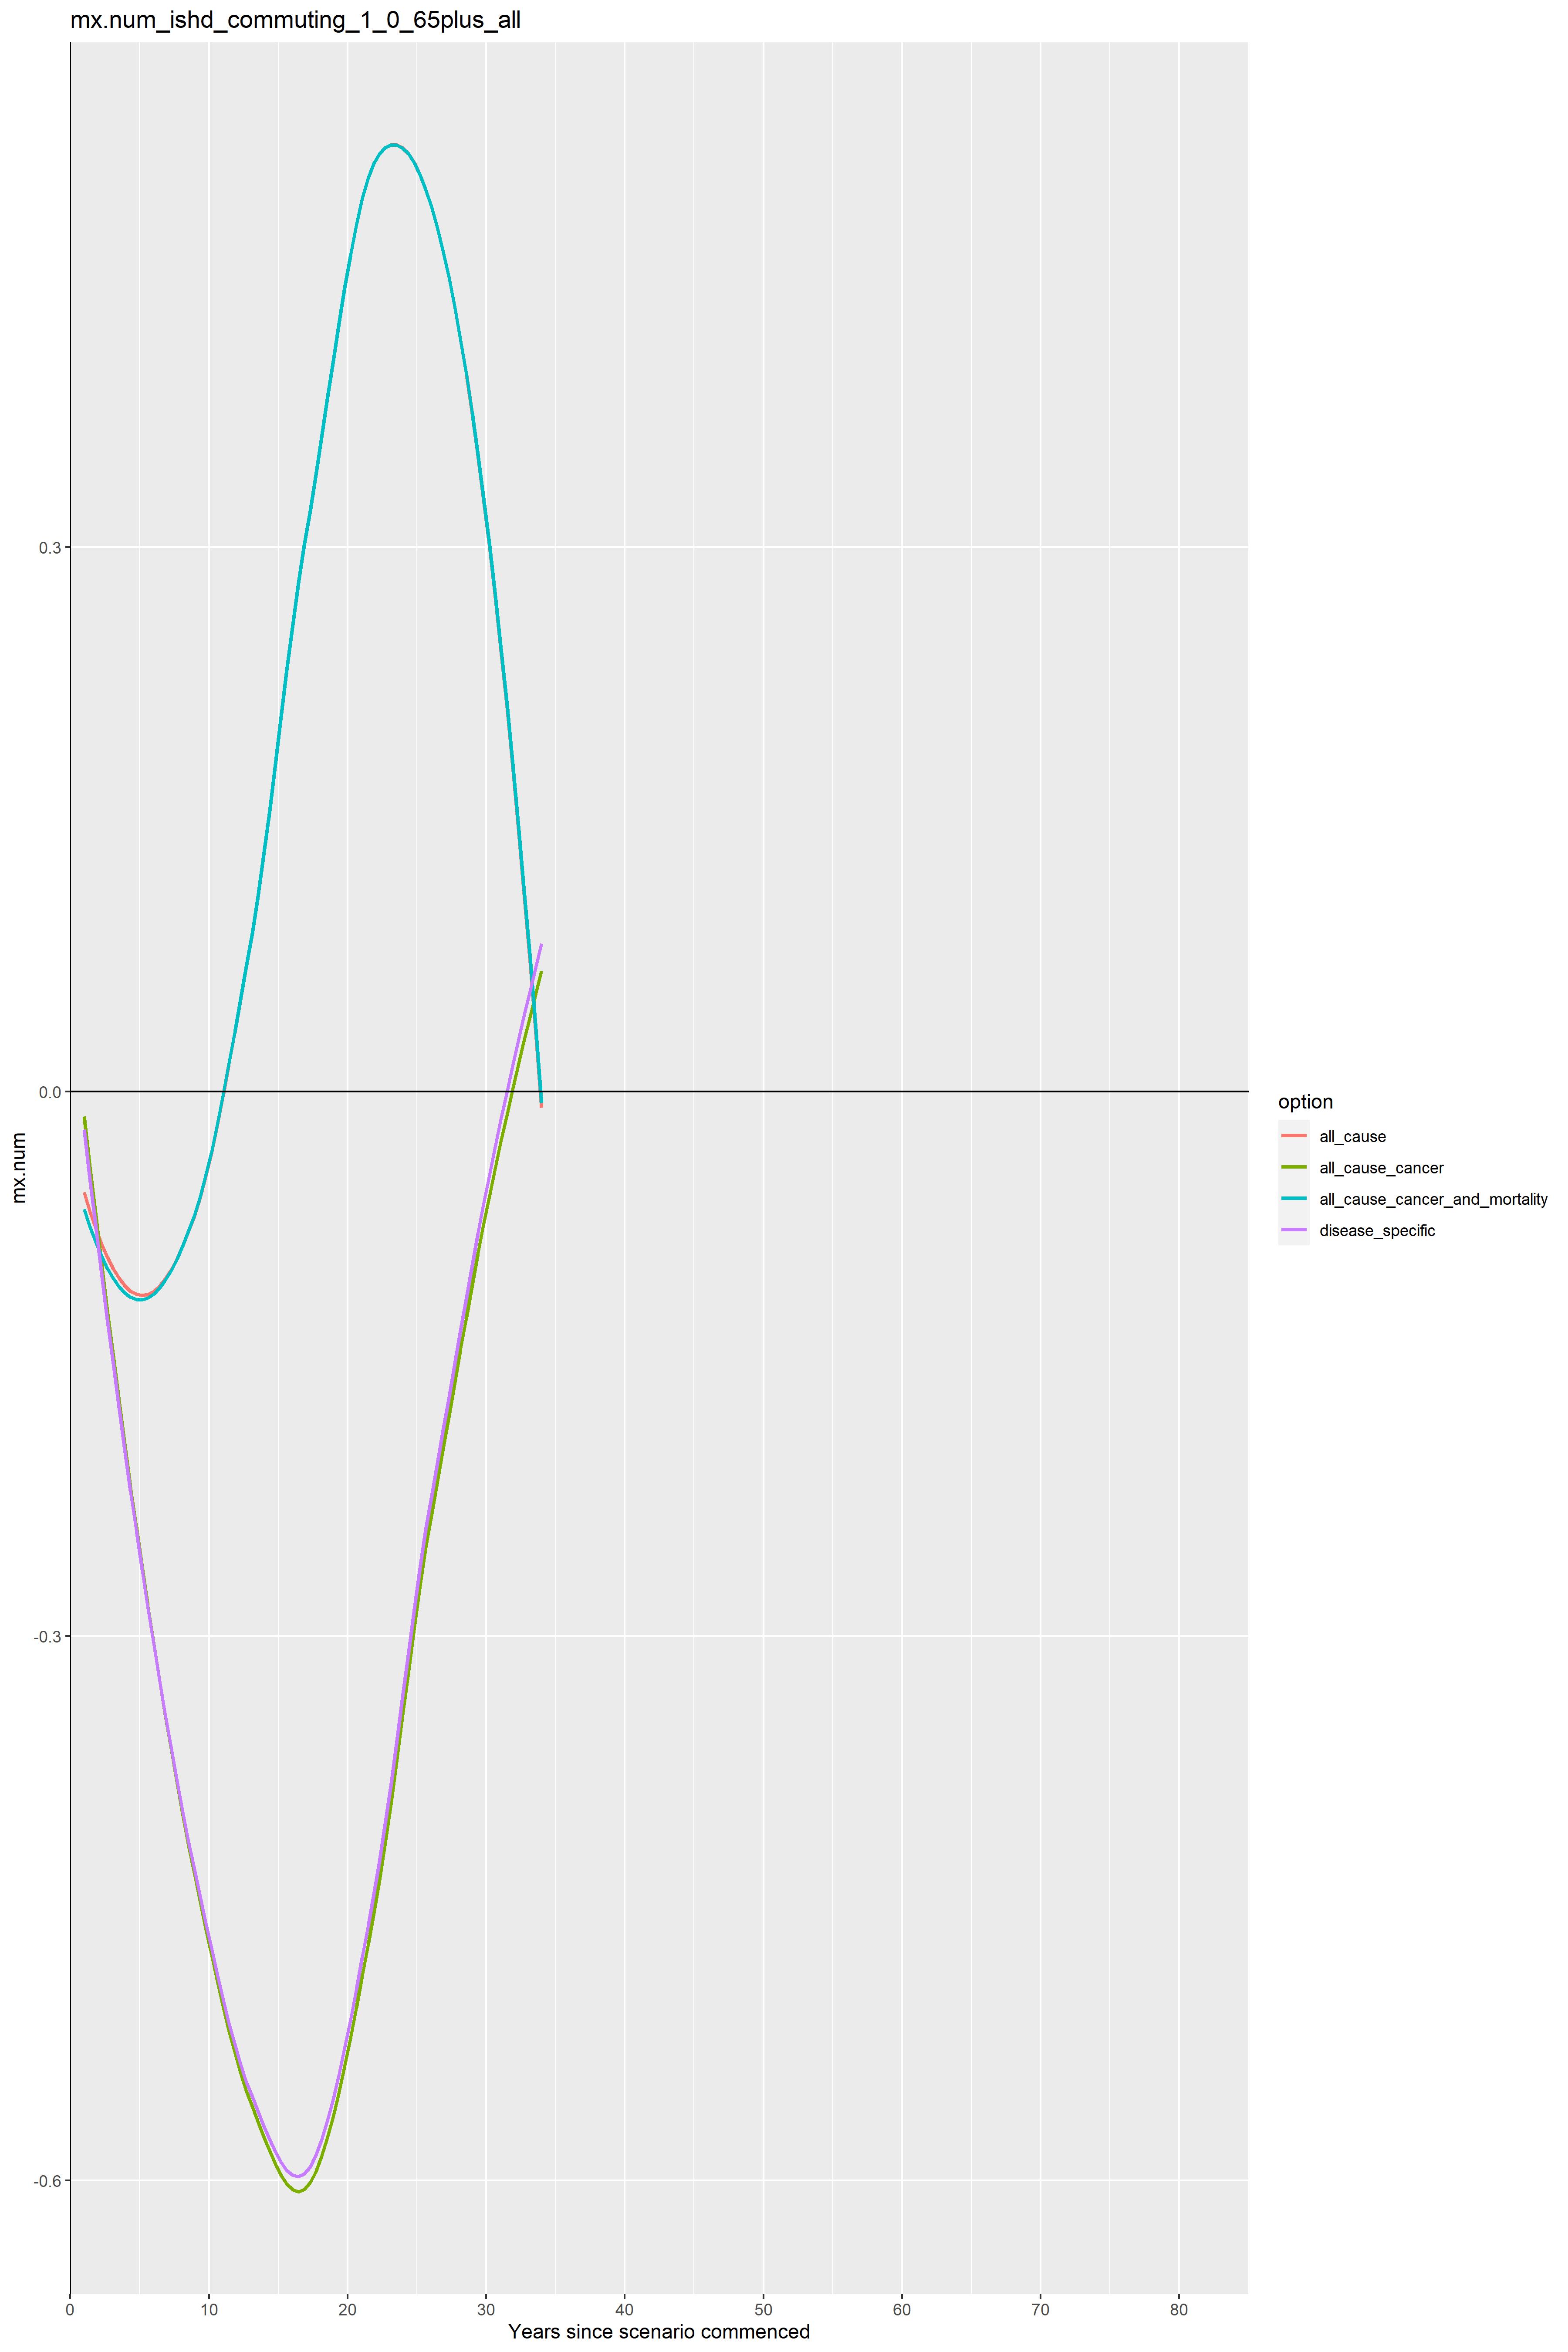 mx.num_ishd_commuting_1_0_65plus_all
mx.num
0.3
0.0
-0.3
-0.6
0 10 20 30 40 50 60 70 80
Years since scenario commenced
option
all_cause
all_cause_cancer
all_cause_cancer_and_mortality
disease_specific